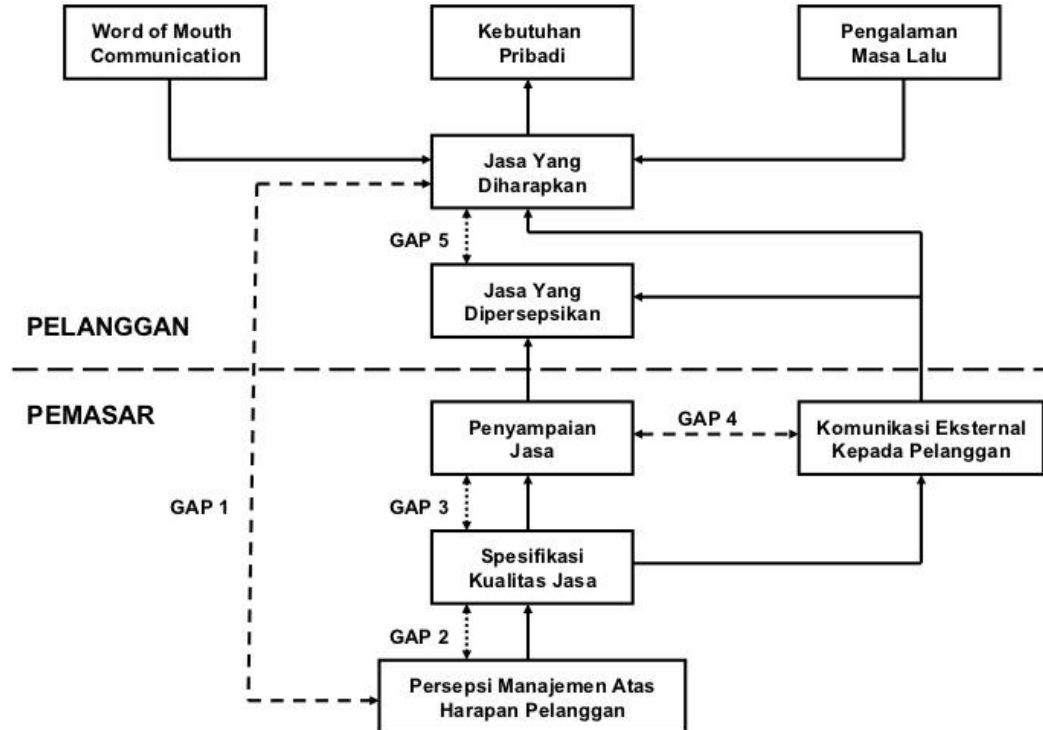 Word of Mouth
Communication
Kebutuhan
Pribadi
Pengalaman
Masa Lalu
Jasa Yang
Diharapkan
GAP 5
Jasa Yang
Dipersepsikan
PELANGGAN
PEMASAR
Penyampaian
Jasa
GAP 4
Komunikasi Eksternal
Kepada Pelanggan
GAP 1
GAP 3
Spesifikasi
Kualitas Jasa
GAP 2
Persepsi Manajemen Atas
Harapan Pelanggan